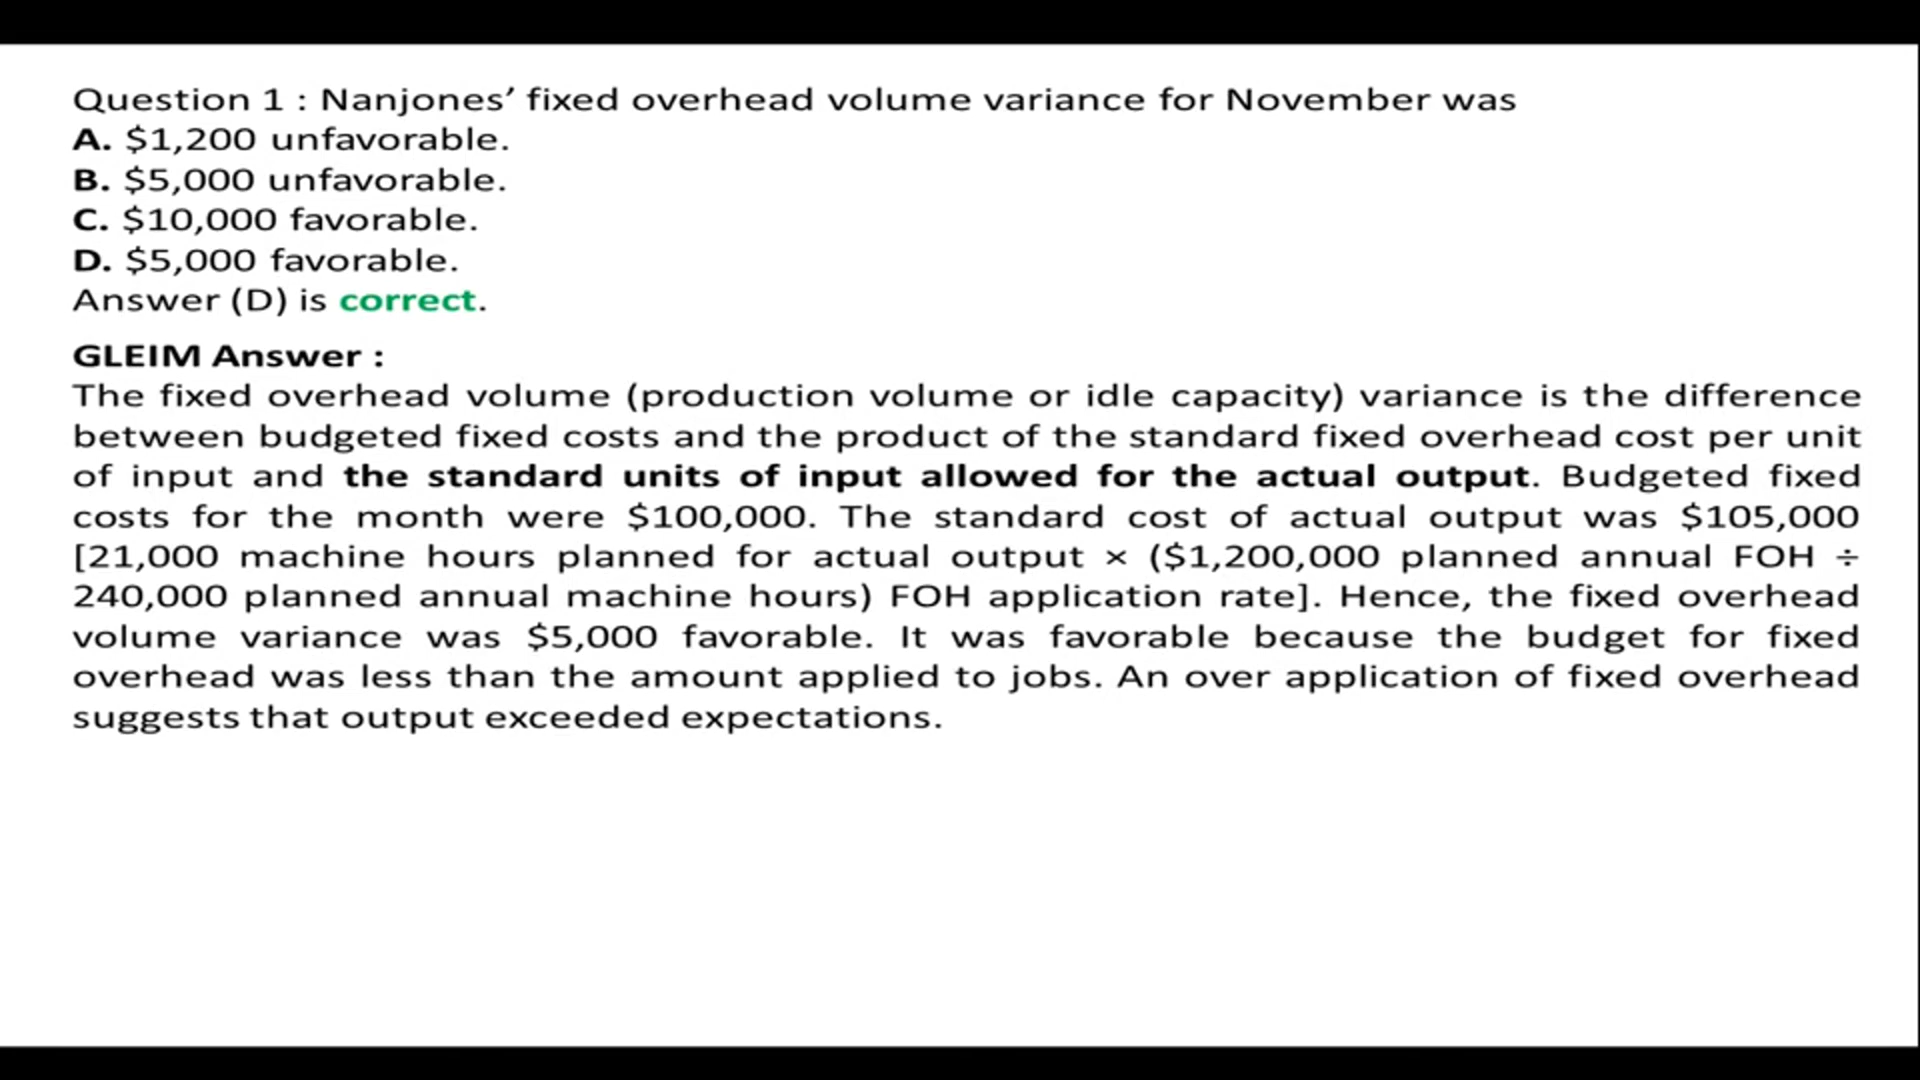 Question 1 : Nanjones’ fixed overhead volume variance for November was
A. $1,200 unfavorable.
B. $5,000 unfavorable.
C. $10,000 favorable.
D. $5,000 favorable.
Answer (D) is correct.
GLEIM Answer :
The fixed overhead volume (production volume or idle capacity) variance is the difference
between budgeted fixed costs and the product of the standard fixed overhead cost per unit
of input and the standard units of input allowed for the actual output. Budgeted fixed
costs for the month were $100,000. The standard cost of actual output was $105,000
[21,000 machine hours planned for actual output × ($1,200,000 planned annual FOH ÷
240,000 planned annual machine hours) FOH application rate]. Hence, the fixed overhead
volume variance was $5,000 favorable. It was favorable because the budget for fixed
overhead was less than the amount applied to jobs. An over application of fixed overhead
suggests that output exceeded expectations.